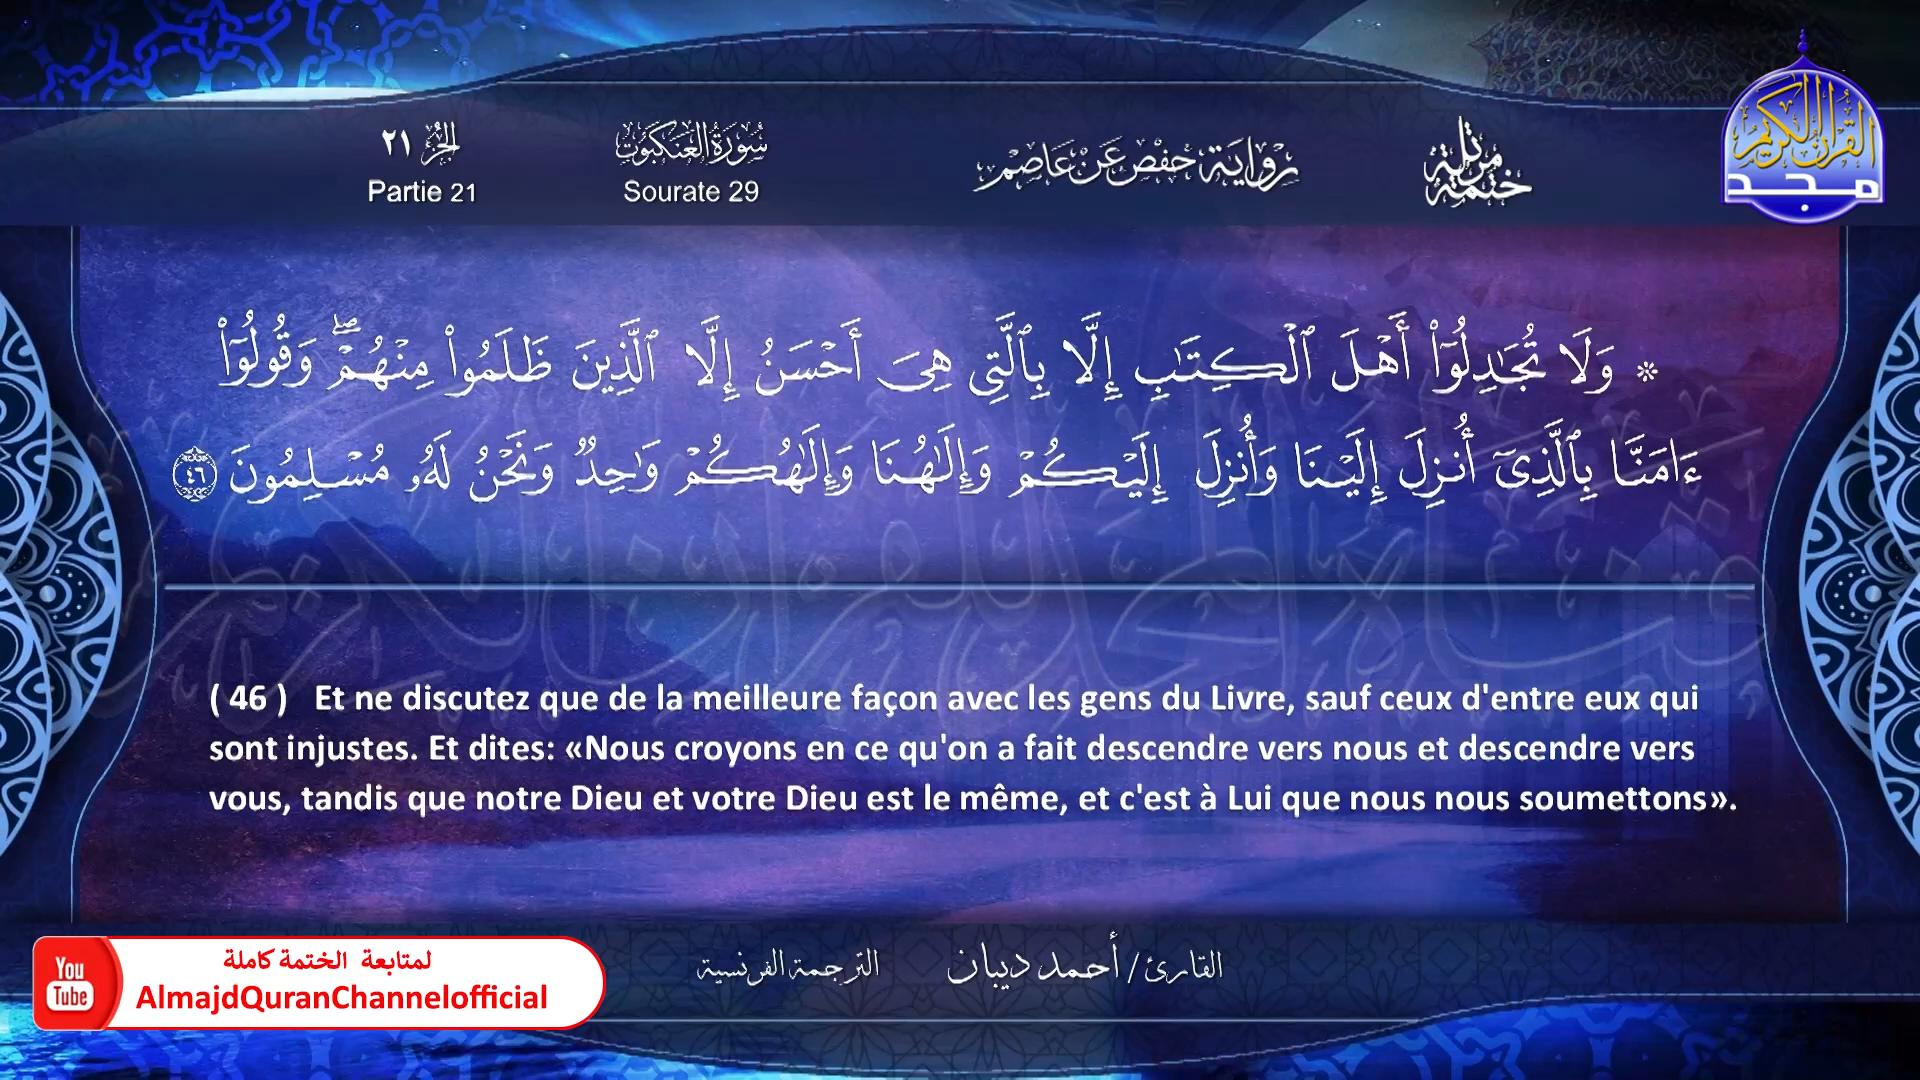 الجزء ٢١
Partie 21
سورة العنكبوت
Sourate 29
رواية حفص عن عاصم
ختمة مرتلة
القرآن الكريم
مجد
۞ وَلَا تُجَٰدِلُوٓا۟ أَهْلَ ٱلْكِتَٰبِ إِلَّا بِٱلَّتِى هِىَ أَحْسَنُ إِلَّا ٱلَّذِينَ ظَلَمُوا۟ مِنْهُمْ ۖ وَقُولُوٓا۟
ءَامَنَّا بِٱلَّذِىٓ أُنزِلَ إِلَيْنَا وَأُنزِلَ إِلَيْكُمْ وَإِلَٰهُنَا وَإِلَٰهُكُمْ وَٰحِدٌ وَنَحْنُ لَهُۥ مُسْلِمُونَ ٤٦
( 46 ) Et ne discutez que de la meilleure façon avec les gens du Livre, sauf ceux d'entre eux qui
sont injustes. Et dites: «Nous croyons en ce qu'on a fait descendre vers nous et descendre vers
vous, tandis que notre Dieu et votre Dieu est le même, et c'est à Lui que nous nous soumettons».
القارئ / أحمد ديبان
الترجمة الفرنسية
You
Tube
لمتابعة الختمة كاملة
AlmajdQuranChannelofficial